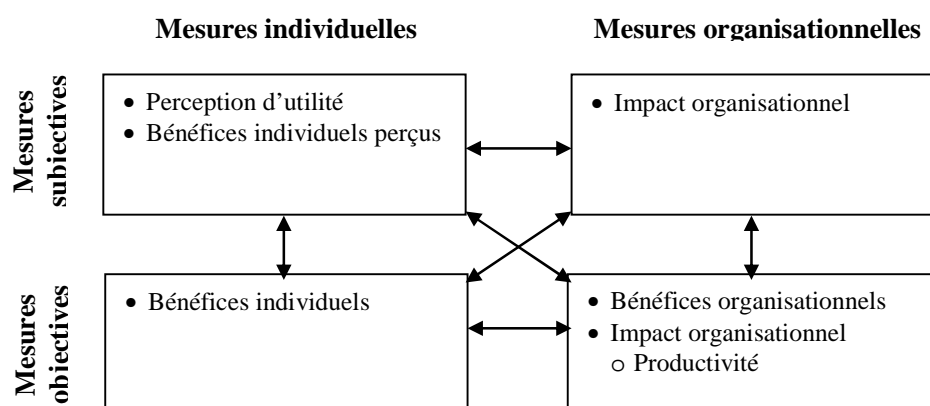 Mesures individuelles
Mesures organisationnelles
Mesures
subjectives
• Perception d’utilité
• Bénéfices individuels perçus
• Impact organisationnel
Mesures
objectives
• Bénéfices individuels
• Bénéfices organisationnels
• Impact organisationnel
o Productivité